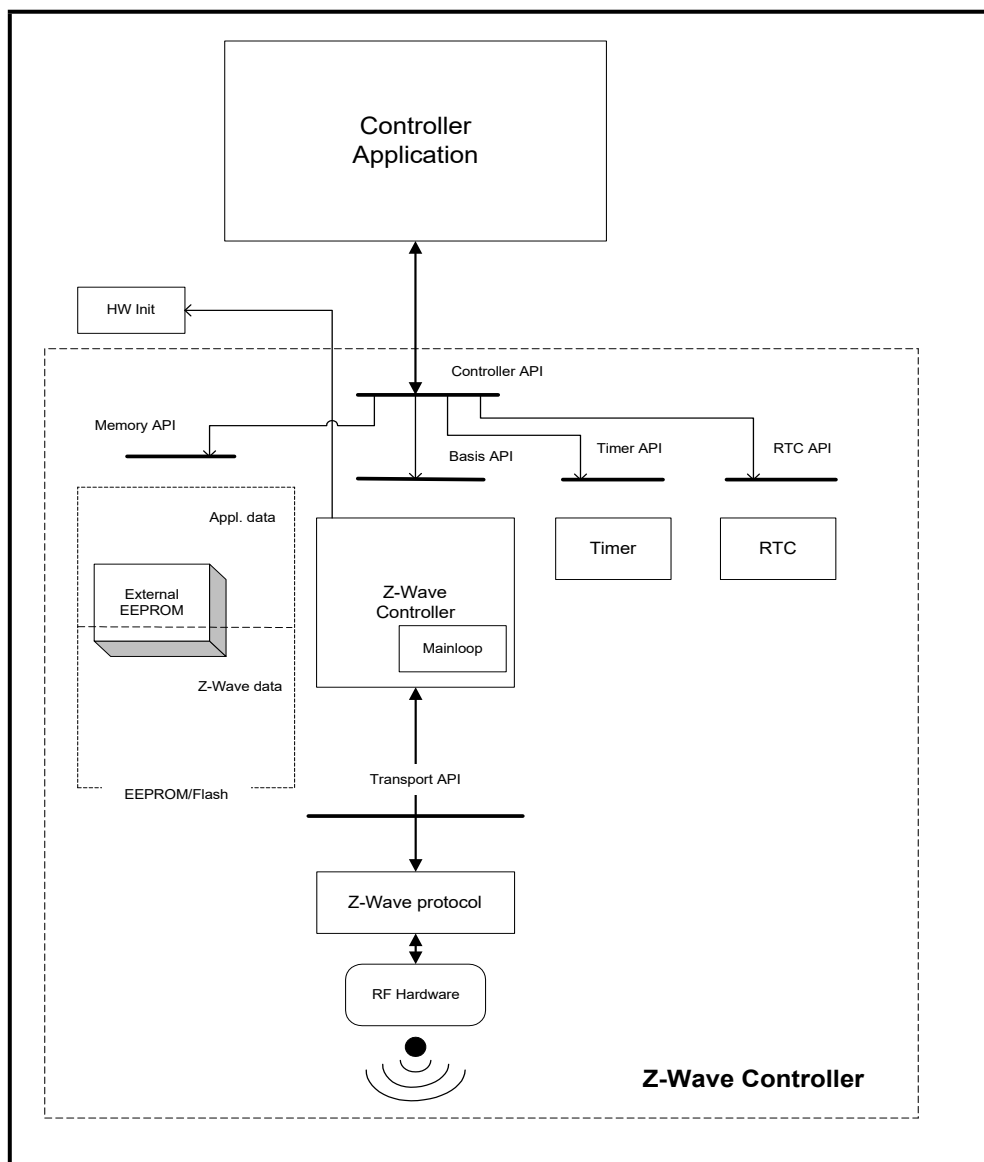 Controller
Application
HW Init
Controller API
Memory API
Basis API
Timer API
RTC API
Appl. data
External
EEPROM
Z-Wave data
EEPROM/Flash
Z-Wave
Controller
Mainloop
Timer
RTC
Transport API
Z-Wave protocol
RF Hardware
Z-Wave Controller